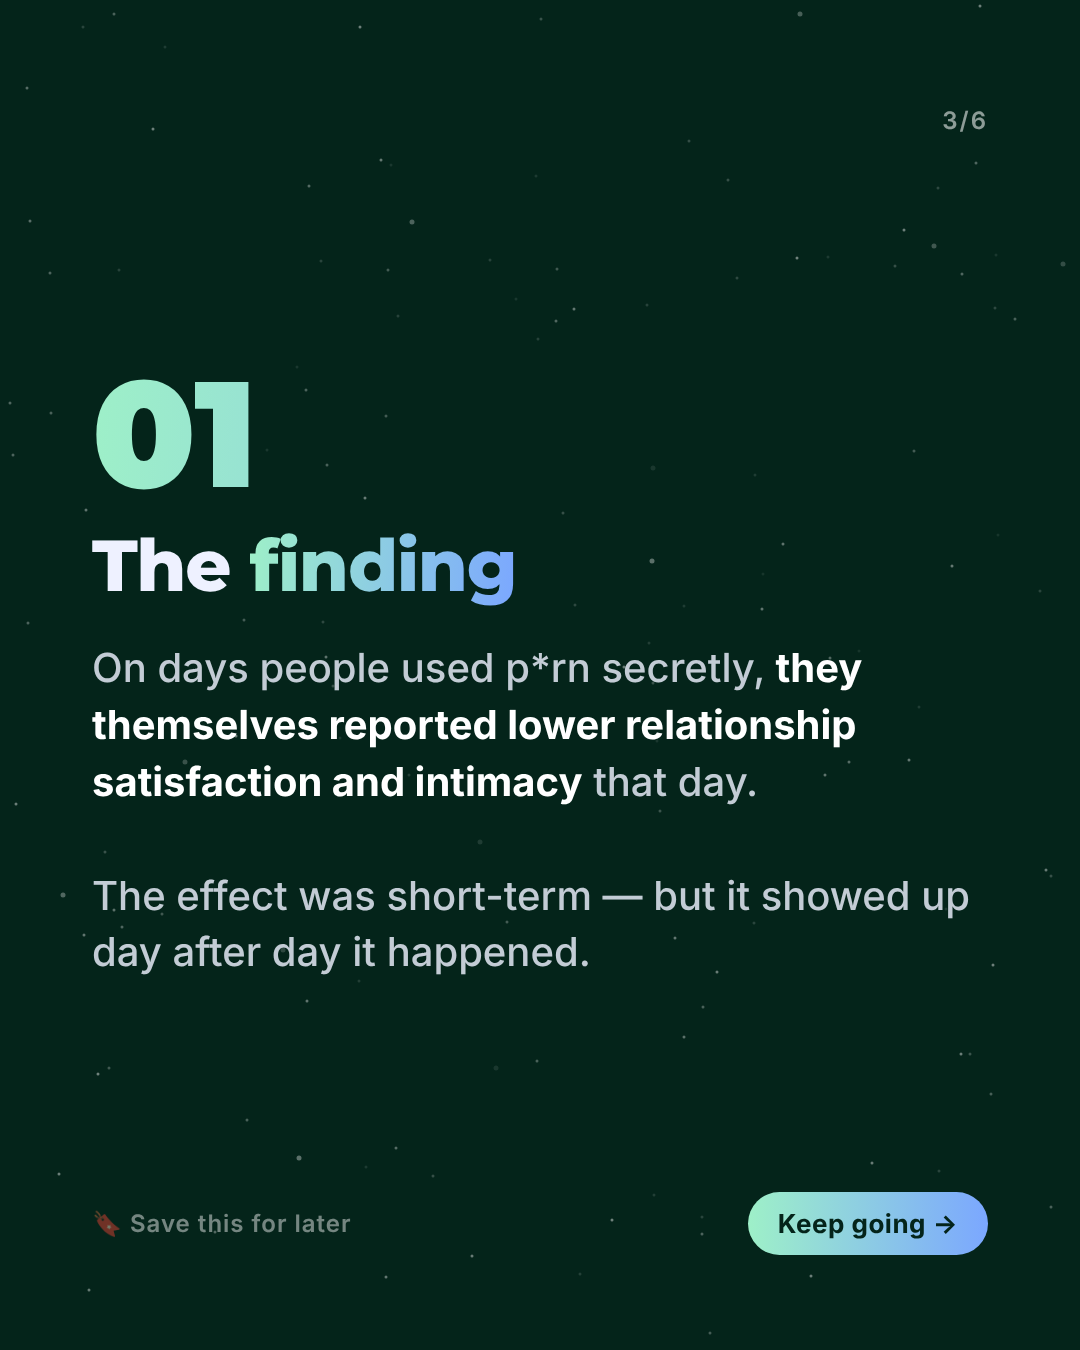 3/6
01
The finding
On days people used p*rn secretly, they
themselves reported lower relationship
satisfaction and intimacy that day.
The effect was short-term — but it showed up
day after day it happened.
🔖 Save this for later
Keep going →